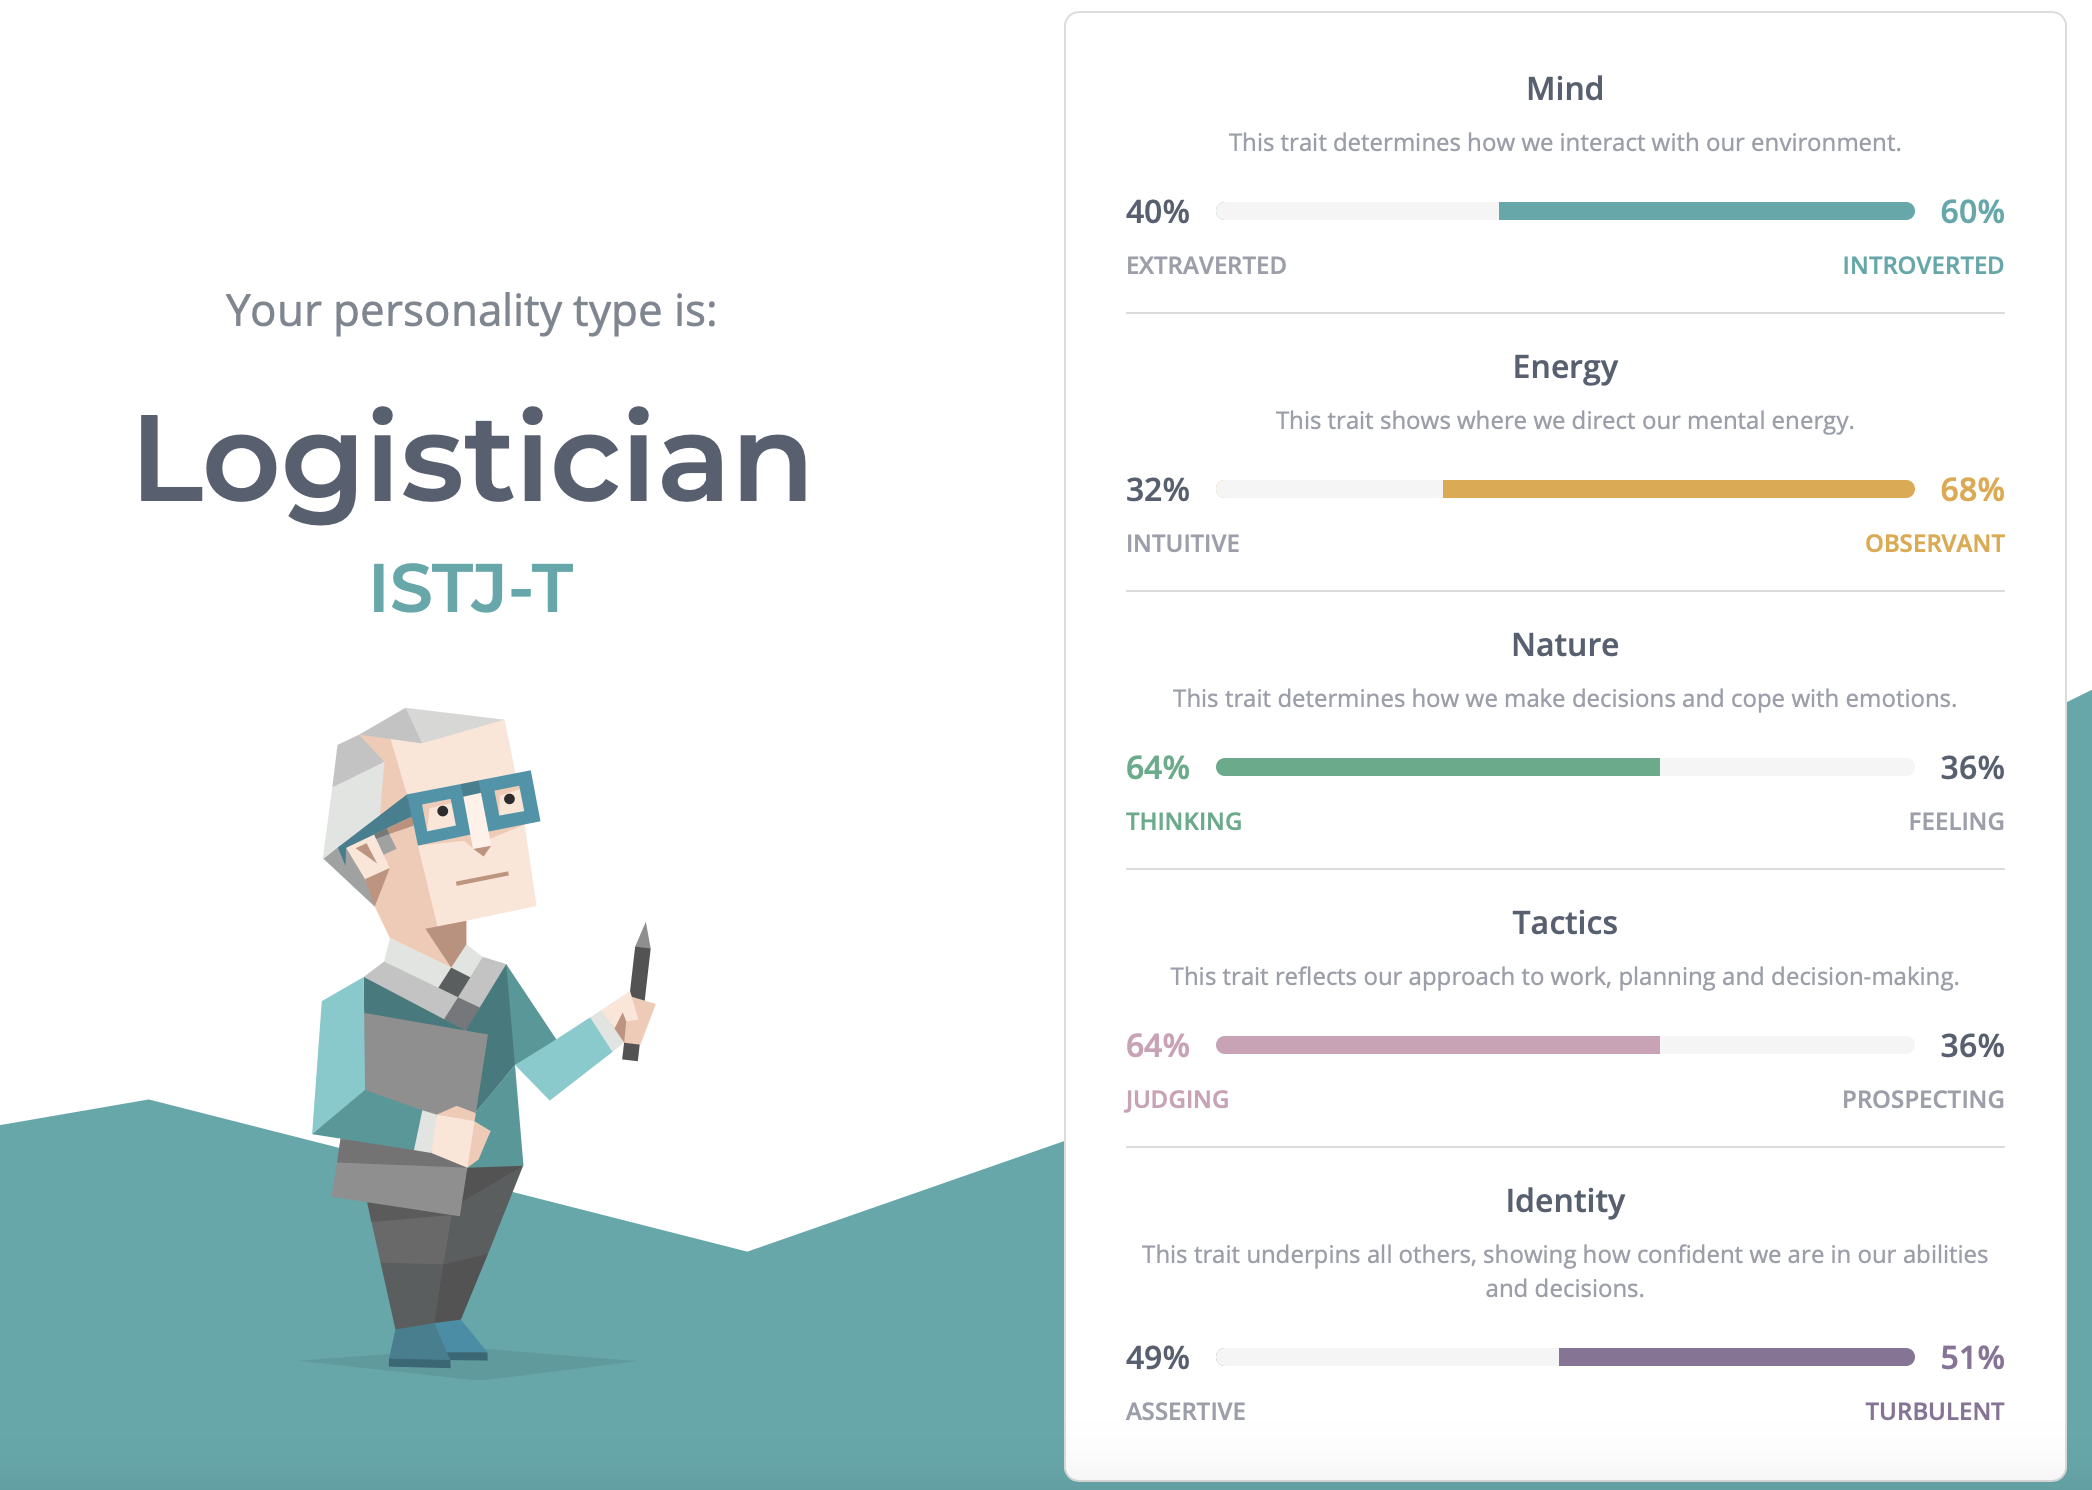 Your personality type is:
Logistician
ISTJ-T
Mind
This trait determines how we interact with our environment.
40% 60%
EXTRAVERTED INTROVERTED
Energy
This trait shows where we direct our mental energy.
32% 68%
INTUITIVE OBSERVANT
Nature
This trait determines how we make decisions and cope with emotions.
64% 36%
THINKING FEELING
Tactics
This trait reflects our approach to work, planning and decision-making.
64% 36%
JUDGING PROSPECTING
Identity
This trait underpins all others, showing how confident we are in our abilities
and decisions.
49% 51%
ASSERTIVE TURBULENT